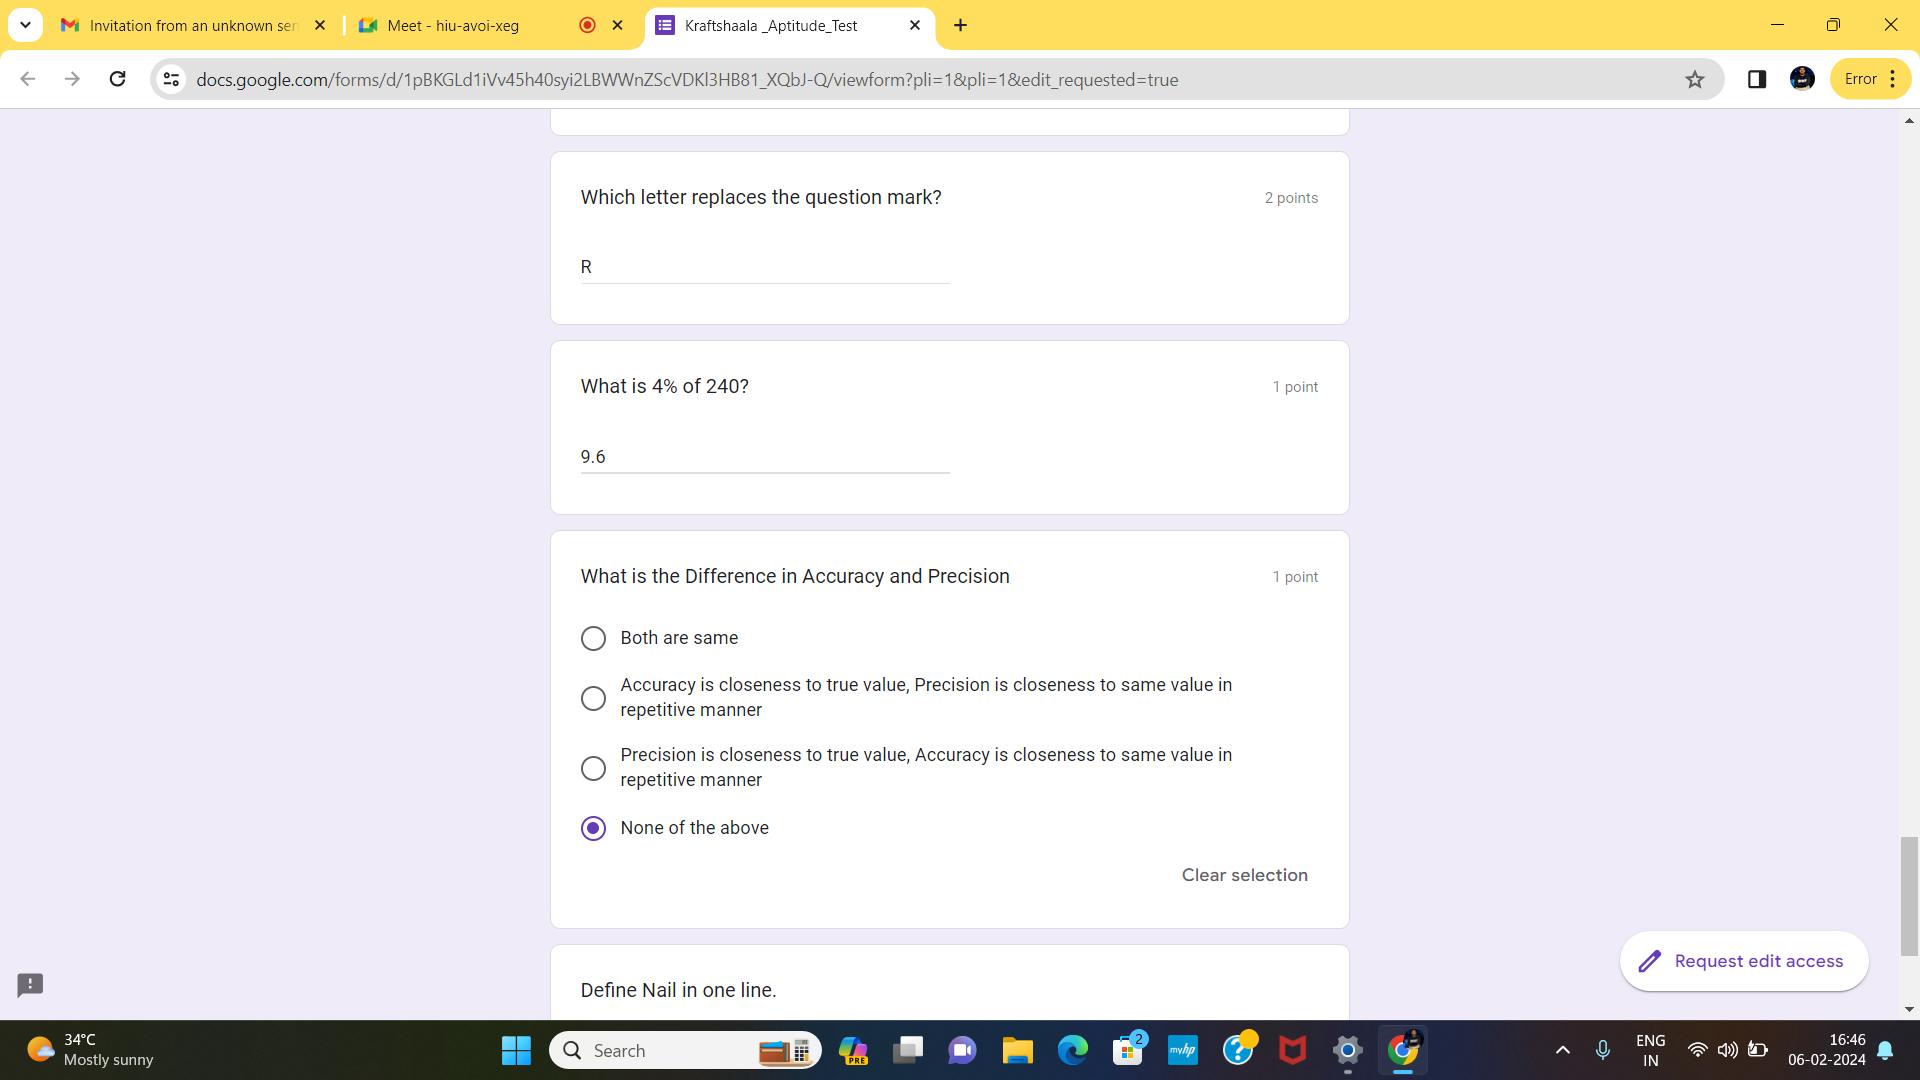 Invitation from an unknown sen
Meet - hiu-avoi-xeg
Kraftshaala _Aptitude_Test
docs.google.com/forms/d/1pBKGLd1iVv45h40syi2LBWWnZScVDKl3HB81_XQbJ-Q/viewform?pli=1&pli=1&edit_requested=true
Error
Which letter replaces the question mark?
2 points
R
What is 4% of 240?
1 point
9.6
What is the Difference in Accuracy and Precision
1 point
Both are same
Accuracy is closeness to true value, Precision is closeness to same value in
repetitive manner
Precision is closeness to true value, Accuracy is closeness to same value in
repetitive manner
None of the above
Clear selection
Request edit access
Define Nail in one line.
34°C
Mostly sunny
Search
PRE
2
myhp
ENG
IN
16:46
06-02-2024